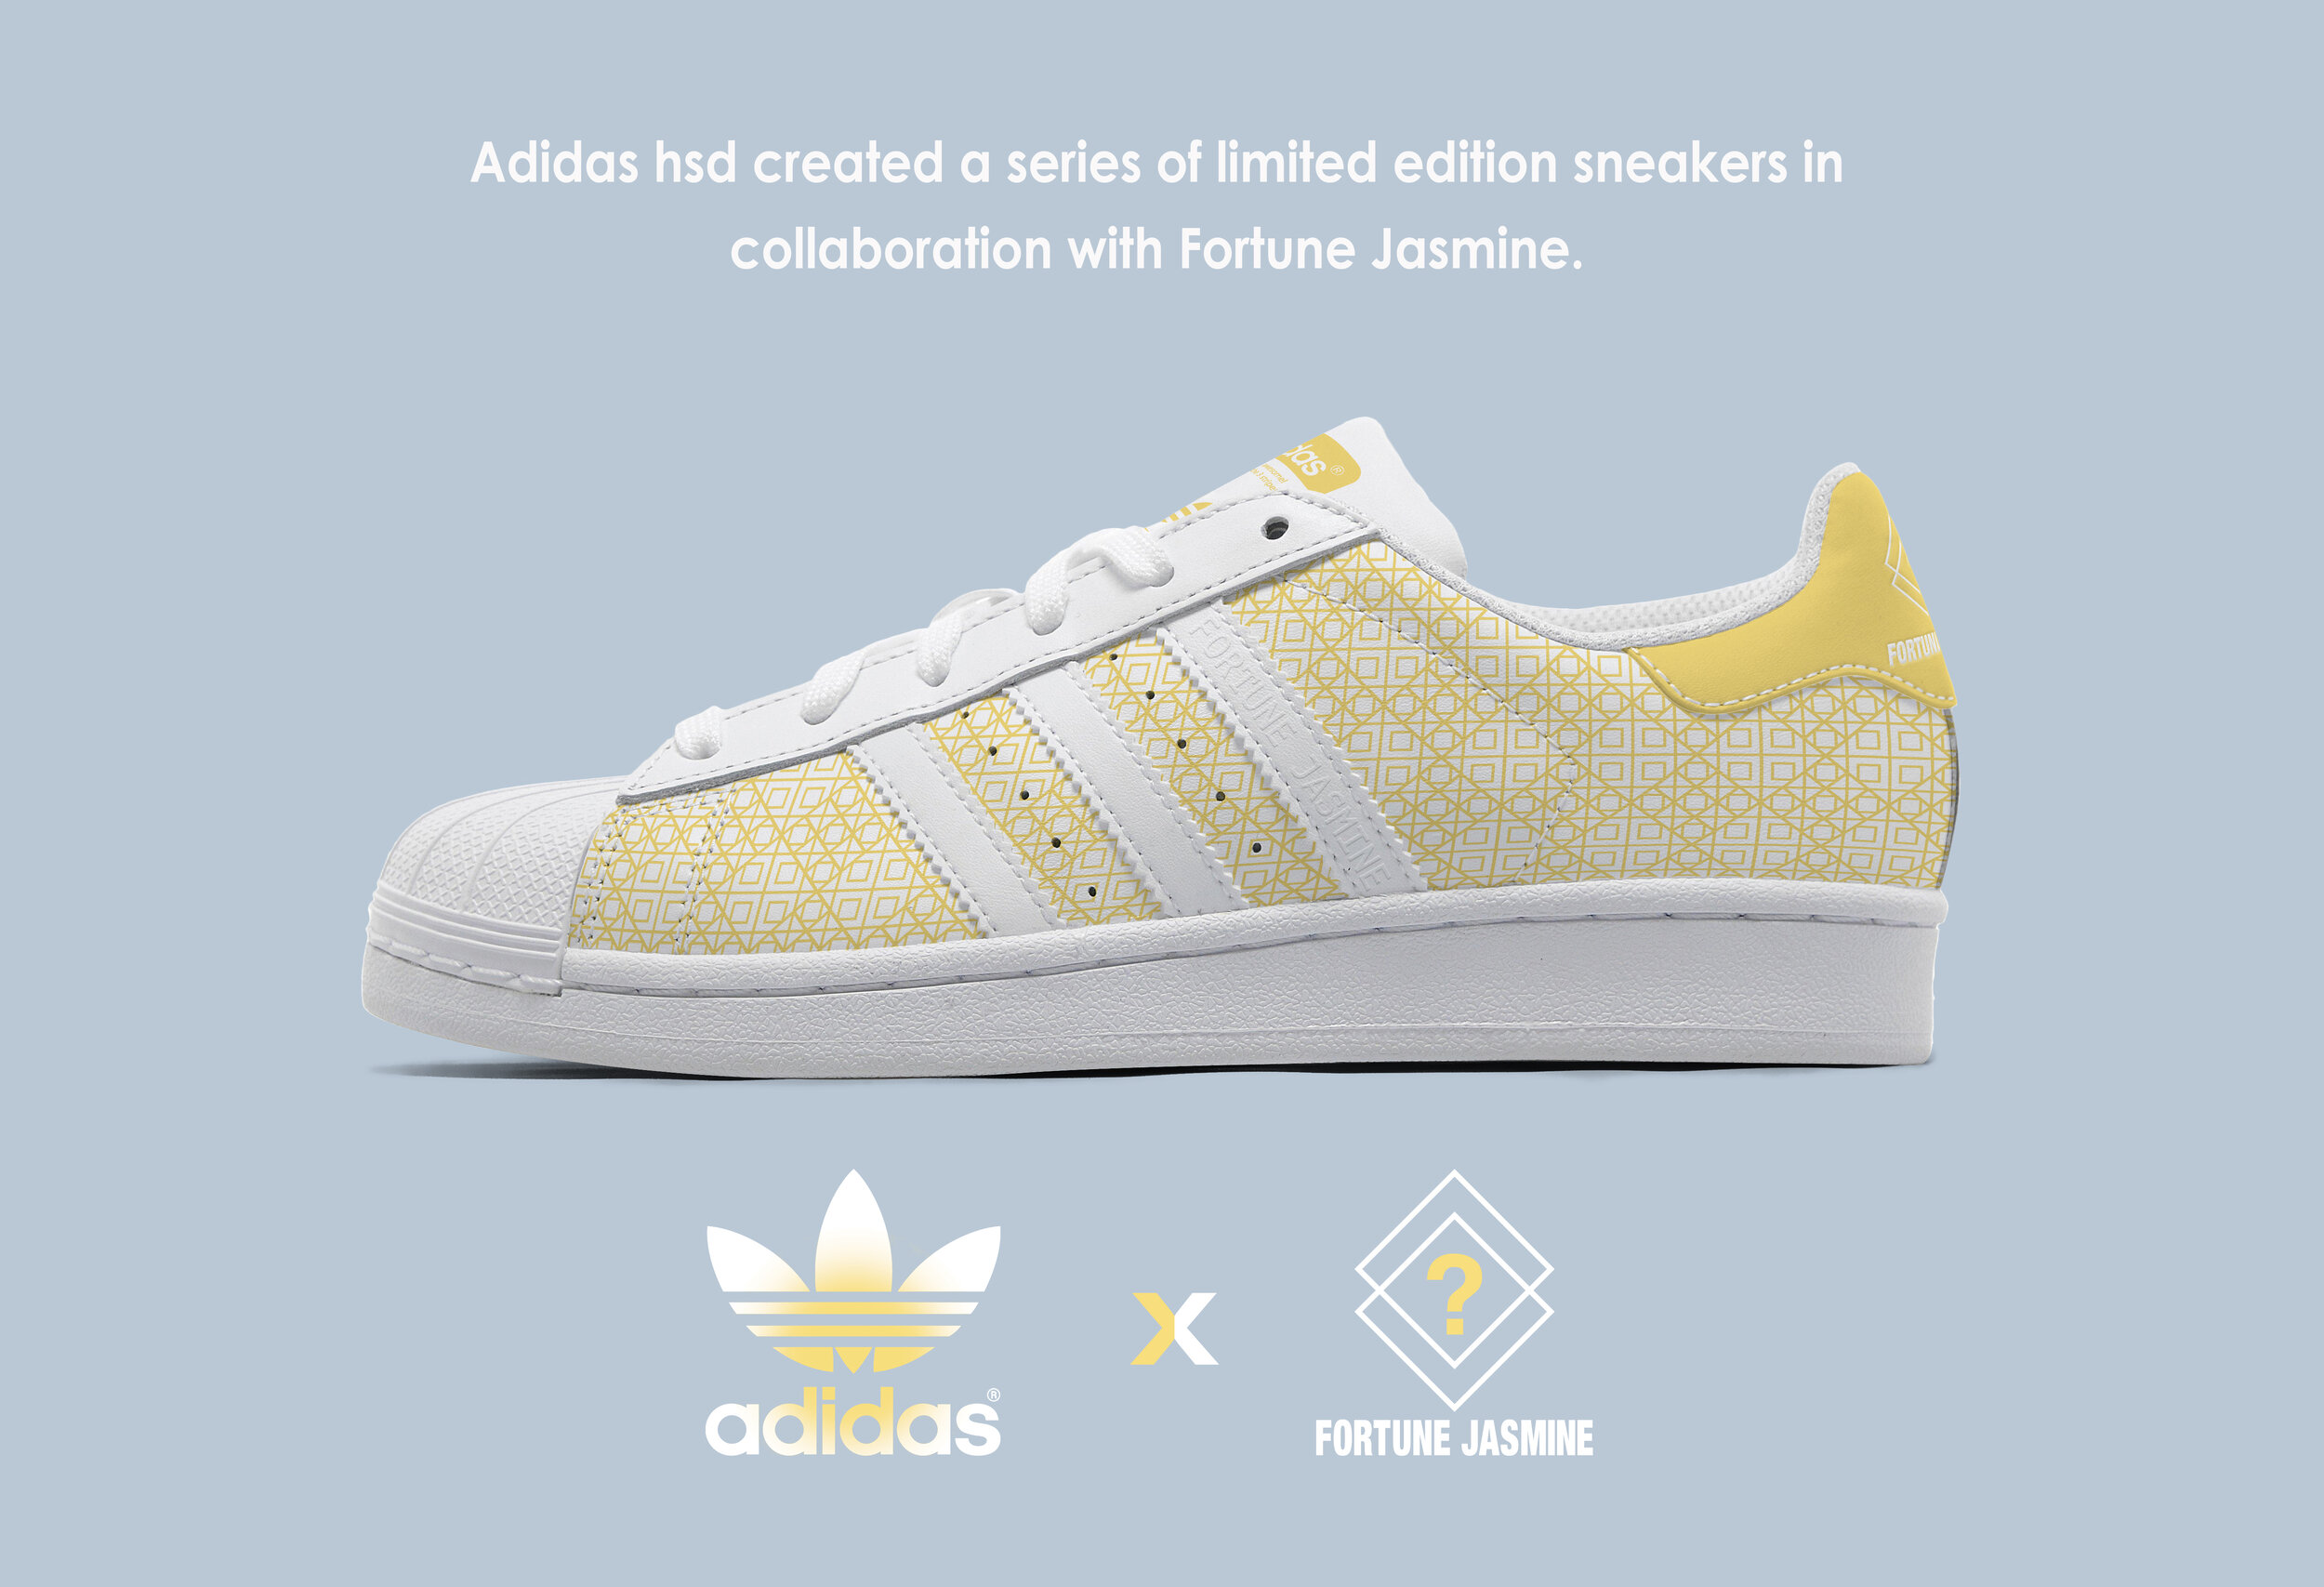 Adidas hsd created a series of limited edition sneakers in
collaboration with Fortune Jasmine.
FORTUNE JASMINE
adidas®
x
?
FORTUNE JASMINE